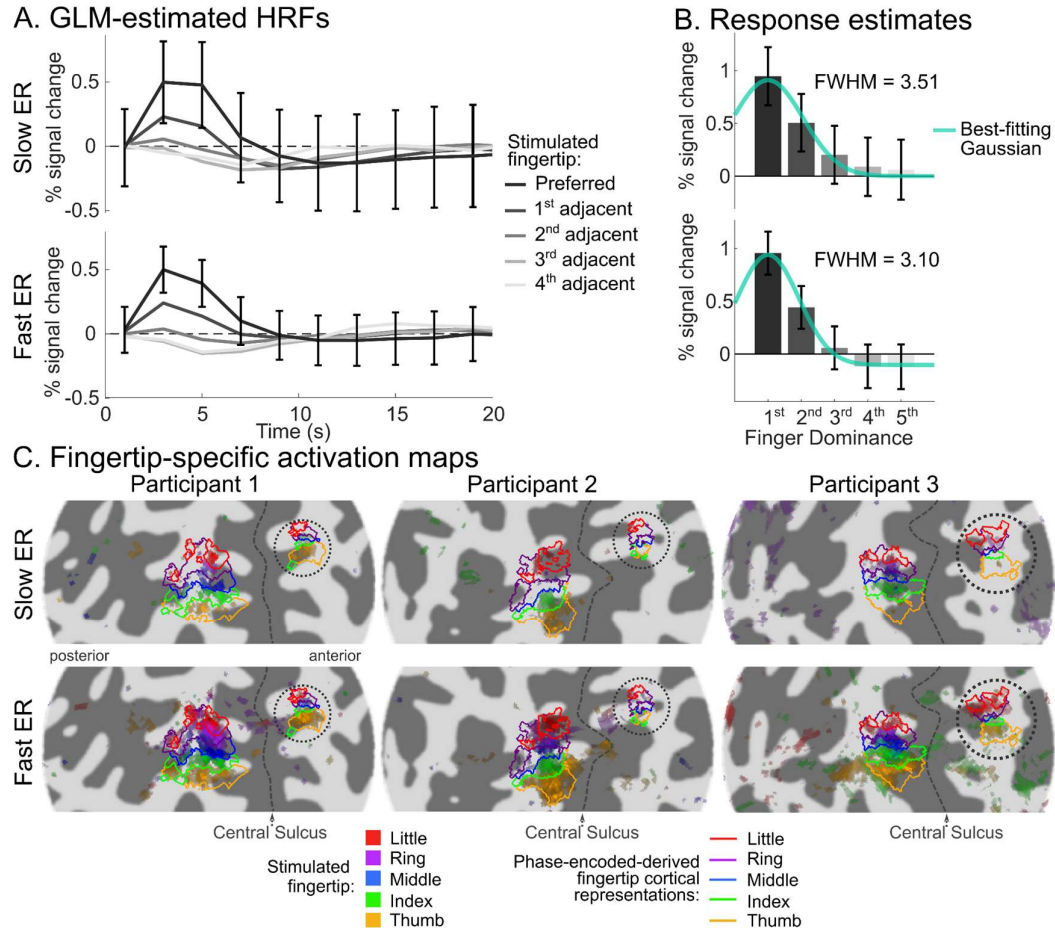 A. GLM-estimated HRFs
B. Response estimates
Slow ER
% signal change
0.5
0
-0.5
Stimulated
fingertip:
Preferred
1st adjacent
2nd adjacent
3rd adjacent
4th adjacent
Fast ER
% signal change
0.5
0
-0.5
0
5
10
15
20
Time (s)
% signal change
1
0.5
0
FWHM = 3.51
Best-fitting
Gaussian
% signal change
1
0.5
0
FWHM = 3.10
1st
2nd
3rd
4th
5th
Finger Dominance
C. Fingertip-specific activation maps
Participant 1
Participant 2
Participant 3
Slow ER
posterior
anterior
Fast ER
Central Sulcus
Central Sulcus
Central Sulcus
Stimulated
fingertip:
Little
Ring
Middle
Index
Thumb
Phase-encoded-derived
fingertip cortical
representations:
Little
Ring
Middle
Index
Thumb